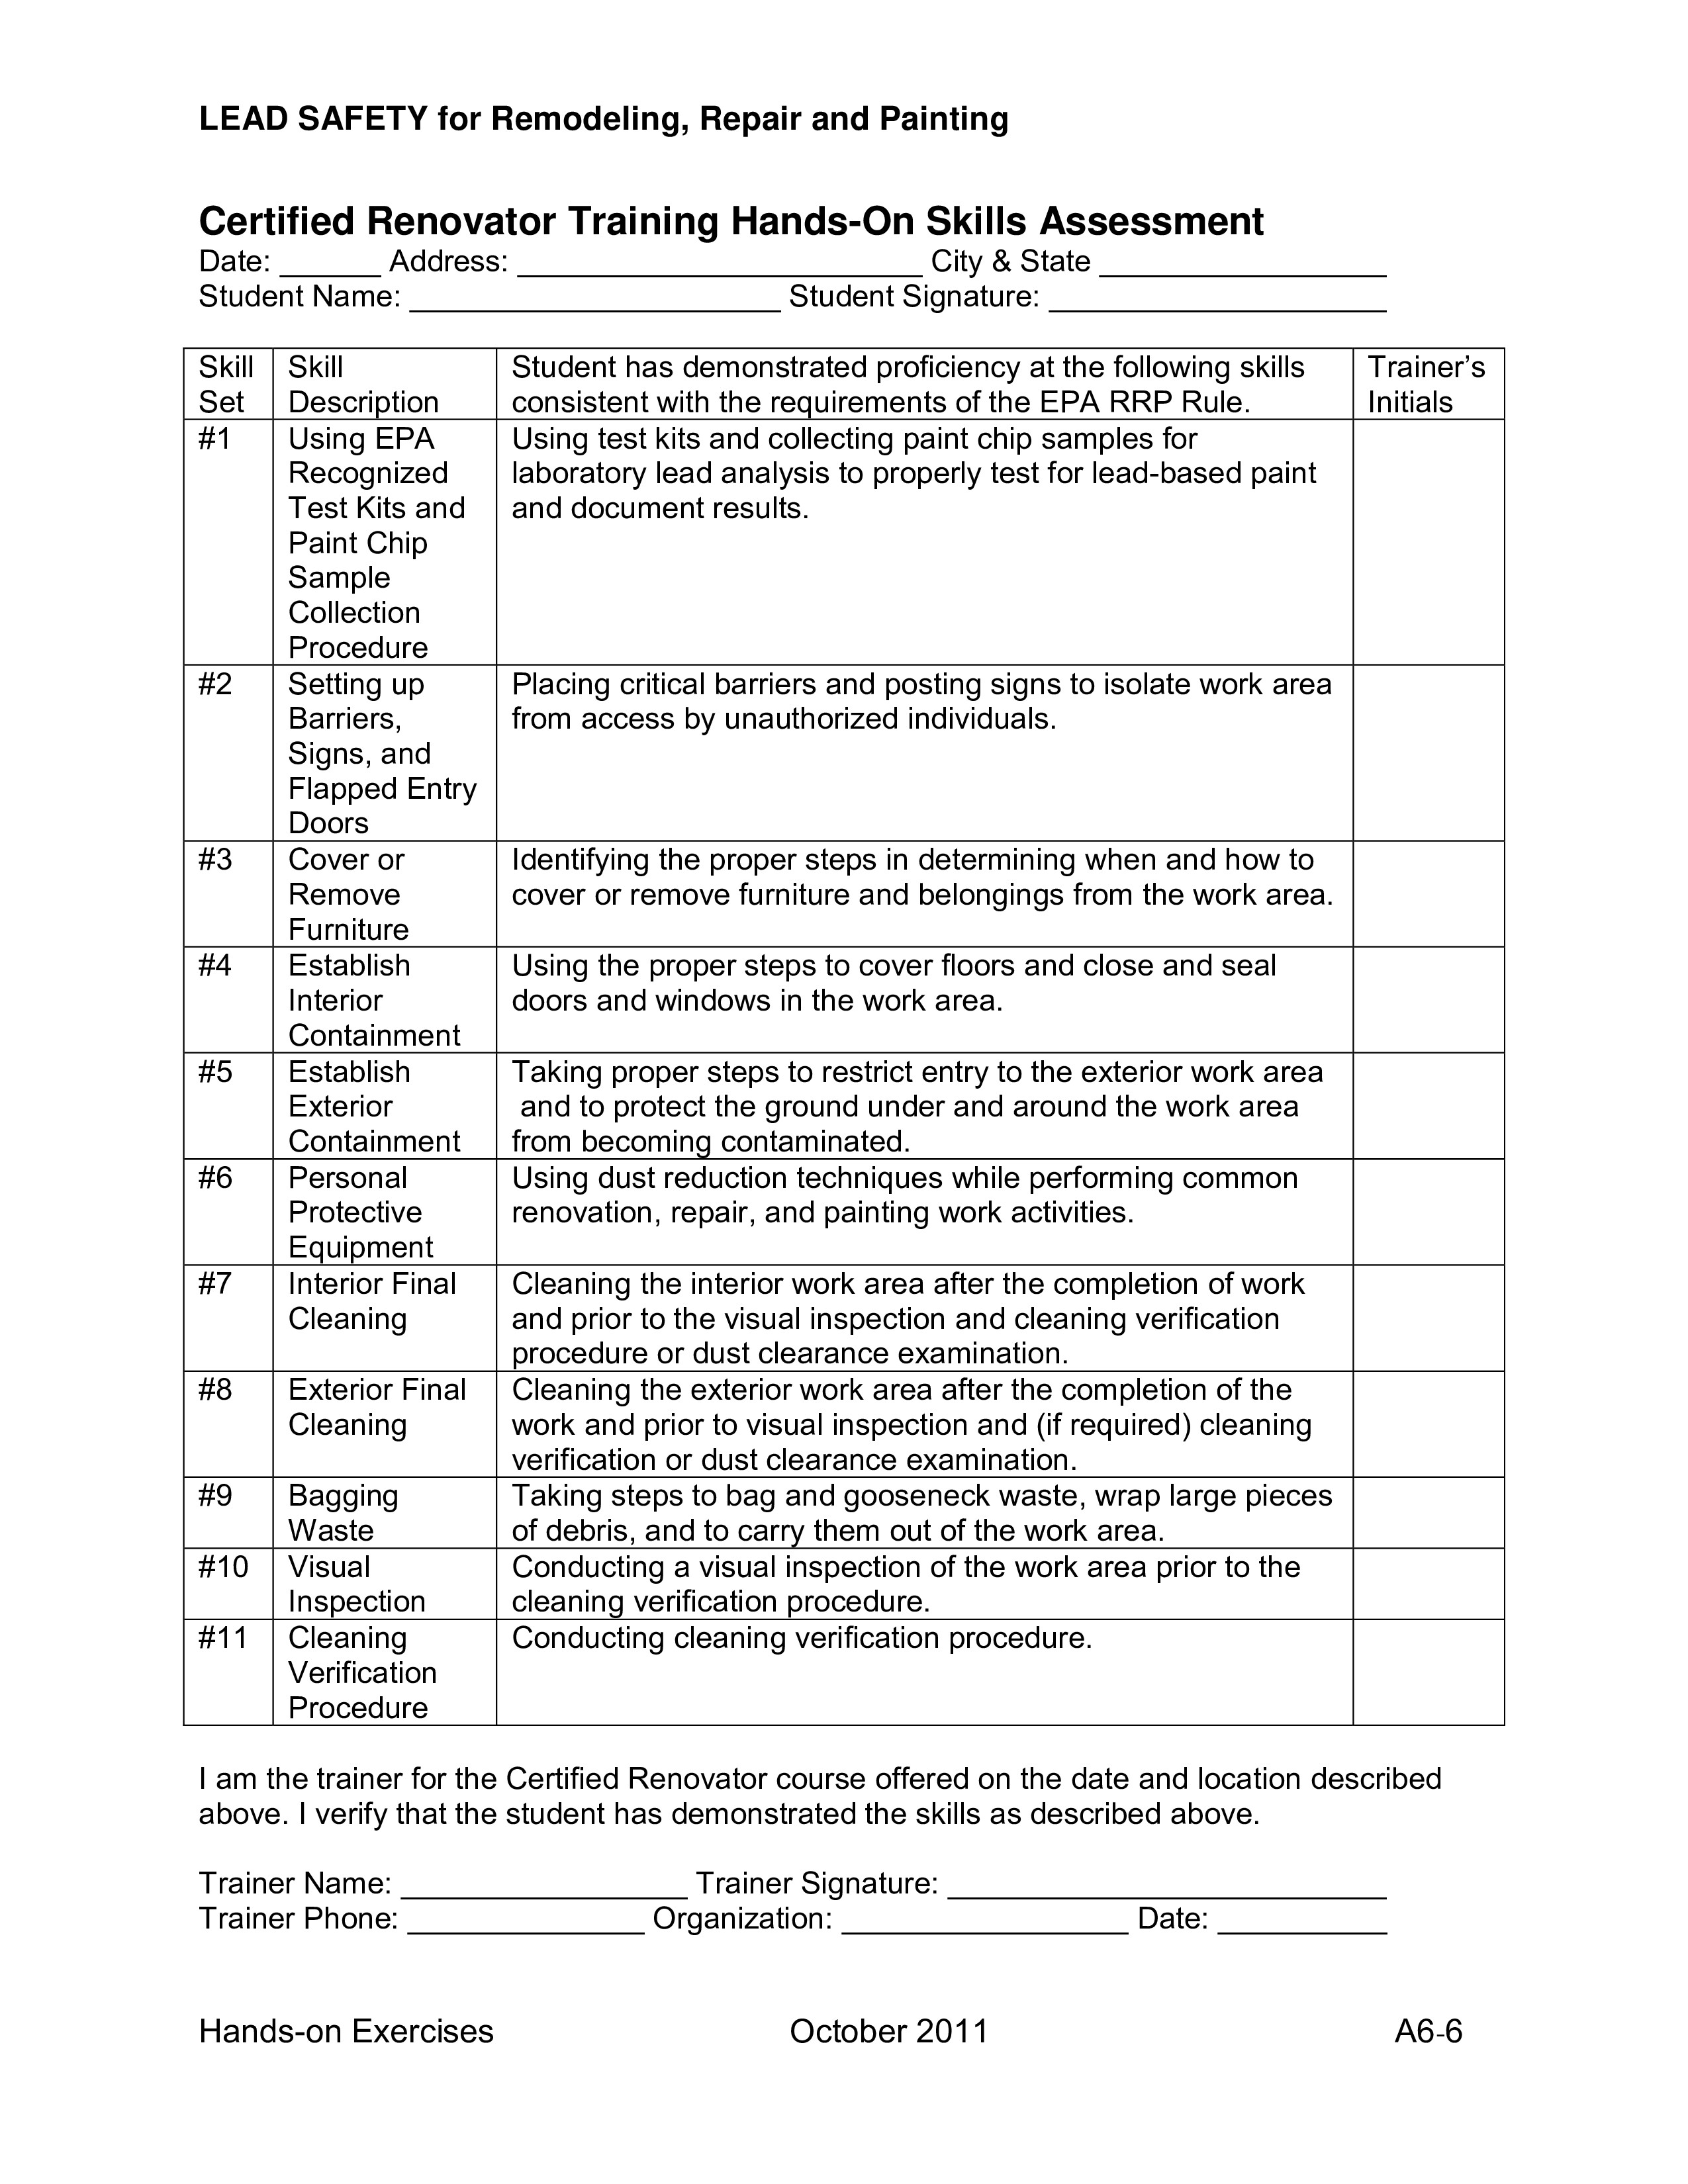 LEAD SAFETY for Remodeling, Repair and Painting
Certified Renovator Training Hands-On Skills Assessment
Date: ______ Address: ________________________ City & State _________________
Student Name: ______________________ Student Signature: ____________________
Skill Set
Skill Description
Student has demonstrated proficiency at the following skills
consistent with the requirements of the EPA RRP Rule.
Trainer's Initials
#1
Using EPA
Recognized
Test Kits and
Paint Chip
Sample
Collection
Procedure
Using test kits and collecting paint chip samples for
laboratory lead analysis to properly test for lead-based paint
and document results.
#2
Setting up
Barriers,
Signs, and
Flapped Entry
Doors
Placing critical barriers and posting signs to isolate work area
from access by unauthorized individuals.
#3
Cover or
Remove
Furniture
Identifying the proper steps in determining when and how to
cover or remove furniture and belongings from the work area.
#4
Establish
Interior
Containment
Using the proper steps to cover floors and close and seal
doors and windows in the work area.
#5
Establish
Exterior
Containment
Taking proper steps to restrict entry to the exterior work area
and to protect the ground under and around the work area
from becoming contaminated.
#6
Personal
Protective
Equipment
Using dust reduction techniques while performing common
renovation, repair, and painting work activities.
#7
Interior Final
Cleaning
Cleaning the interior work area after the completion of work
and prior to the visual inspection and cleaning verification
procedure or dust clearance examination.
#8
Exterior Final
Cleaning
Cleaning the exterior work area after the completion of the
work and prior to visual inspection and (if required) cleaning
verification or dust clearance examination.
#9
Bagging
Waste
Taking steps to bag and gooseneck waste, wrap large pieces
of debris, and to carry them out of the work area.
#10
Visual
Inspection
Conducting a visual inspection of the work area prior to the
cleaning verification procedure.
#11
Cleaning
Verification
Procedure
Conducting cleaning verification procedure.
I am the trainer for the Certified Renovator course offered on the date and location described
above. I verify that the student has demonstrated the skills as described above.
Trainer Name: _________________ Trainer Signature: __________________________
Trainer Phone: ______________ Organization: _________________ Date: __________
Hands-on Exercises October 2011 A6-6